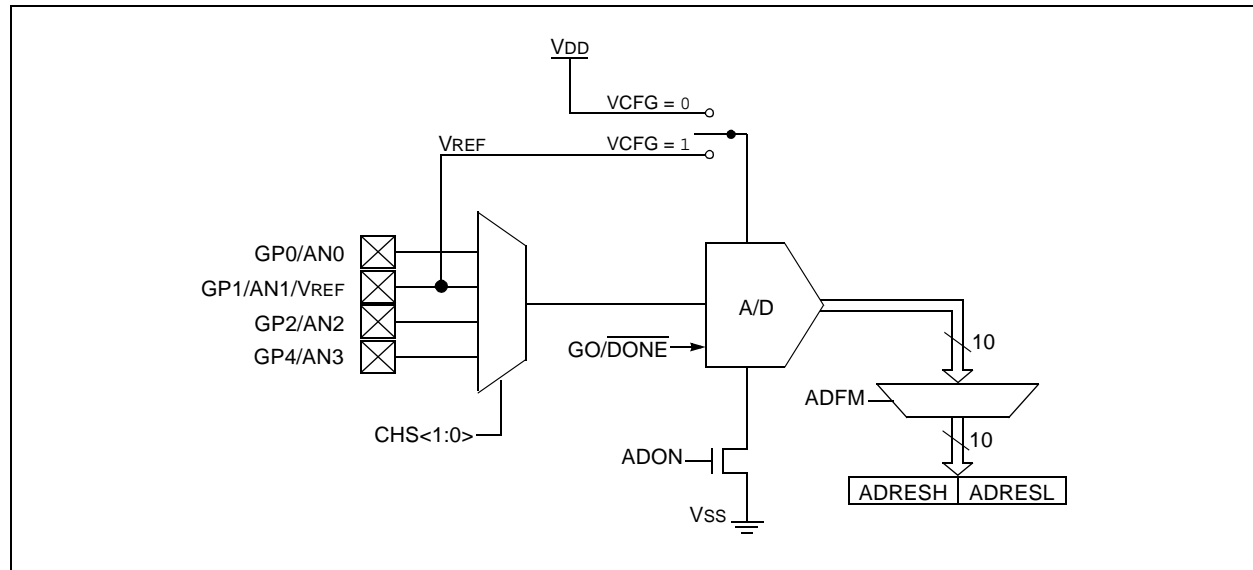 VDD
VCFG = 0
VREF
VCFG = 1
GP0/AN0
GP1/AN1/VREF
GP2/AN2
GP4/AN3
A/D
GO/DONE
10
ADFM
CHS<1:0>
10
ADON
ADRESH ADRESL
VSS